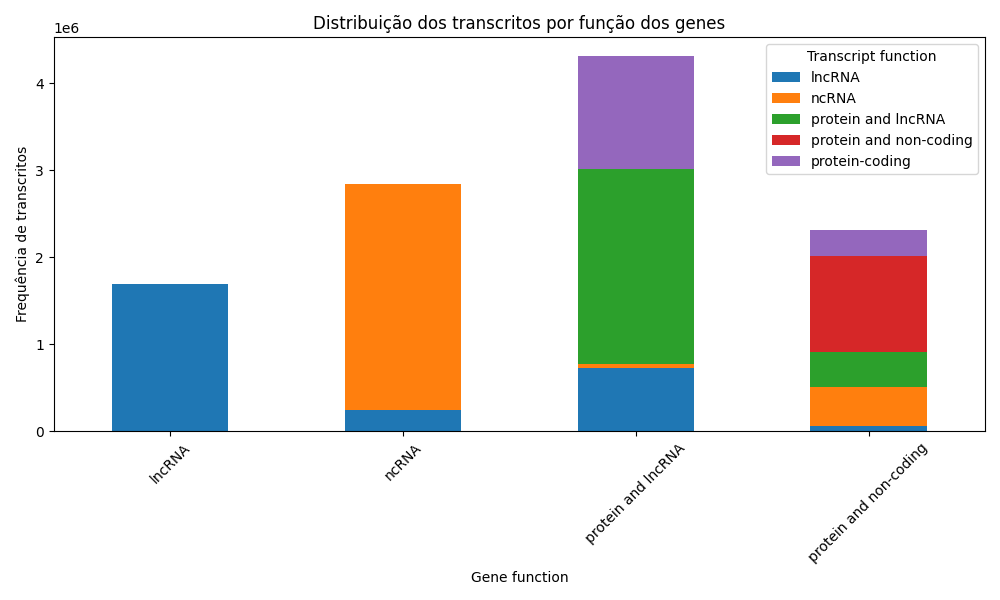 Distribuição dos transcritos por função dos genes
1e6
Frequência de transcritos
4
3
2
1
0
Transcript function
lncRNA
ncRNA
protein and lncRNA
protein and non-coding
protein-coding
lncRNA
ncRNA
protein and lncRNA
protein and non-coding
Gene function